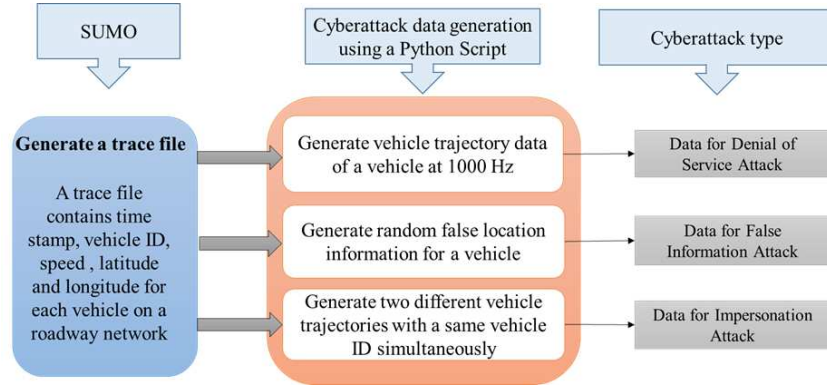 SUMO
Cyberattack data generation
using a Python Script
Cyberattack type
Generate a trace file
A trace file
contains time
stamp, vehicle ID,
speed , latitude
and longitude for
each vehicle on a
roadway network
Generate vehicle trajectory data
of a vehicle at 1000 Hz
Generate random false location
information for a vehicle
Generate two different vehicle
trajectories with a same vehicle
ID simultaneously
Data for Denial of
Service Attack
Data for False
Information Attack
Data for Impersonation
Attack